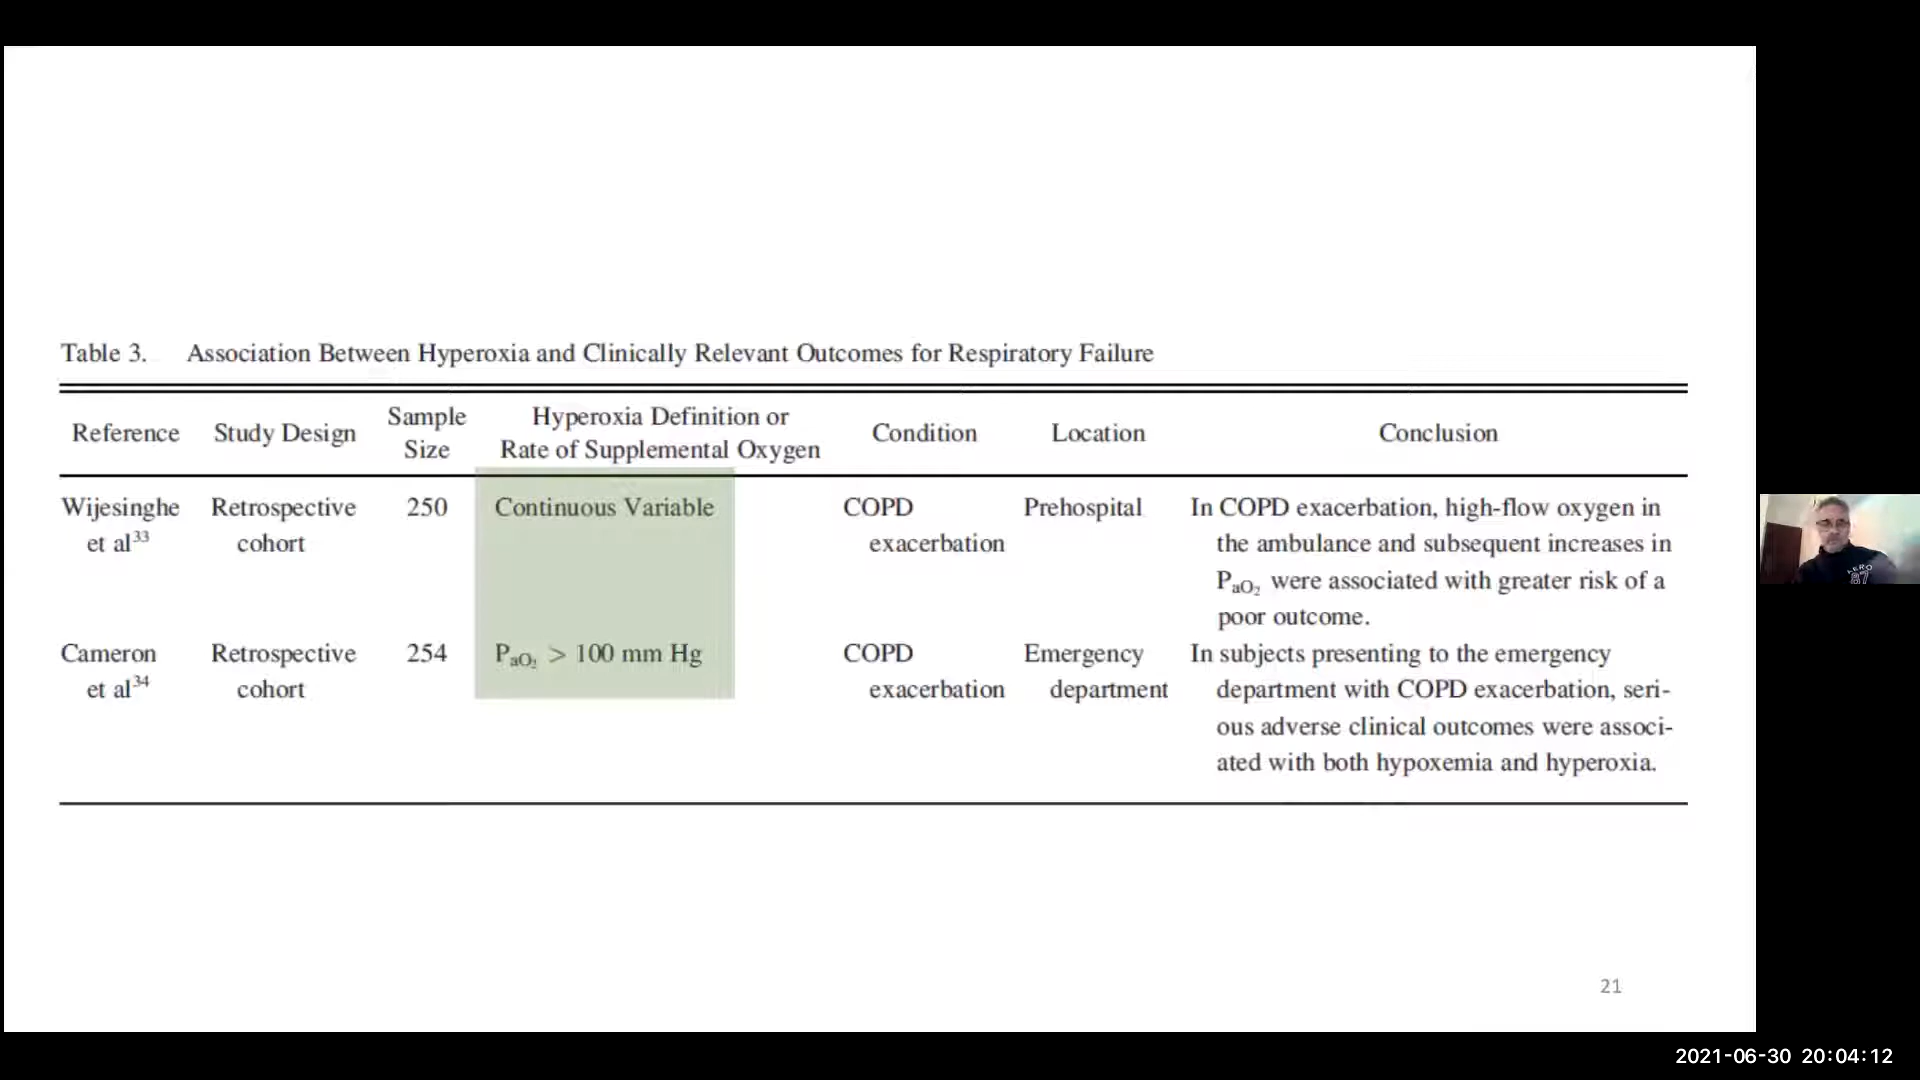 Table 3. Association Between Hyperoxia and Clinically Relevant Outcomes for Respiratory Failure
Reference Study Design Sample Size Hyperoxia Definition or Rate of Supplemental Oxygen Condition Location Conclusion
Wijesinghe Retrospective 250 Continuous Variable COPD Prehospital In COPD exacerbation, high-flow oxygen in
et al33 cohort exacerbation the ambulance and subsequent increases in
PaO2 were associated with greater risk of a
poor outcome.
Cameron Retrospective 254 PaO2 > 100 mm Hg COPD Emergency In subjects presenting to the emergency
et al34 cohort exacerbation department department with COPD exacerbation, seri-
ous adverse clinical outcomes were associ-
ated with both hypoxemia and hyperoxia.
21
AERO
87
2021-06-30 20:04:12